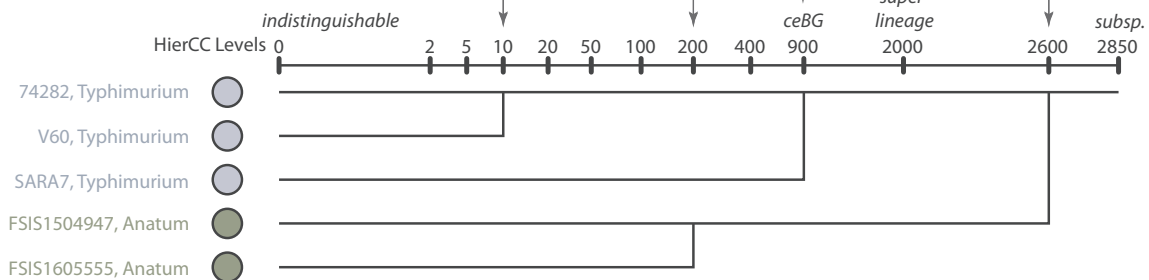 super
indistinguishable ceBG lineage subsp.
HierCC Levels 0 2 5 10 20 50 100 200 400 900 2000 2600 2850
74282, Typhimurium
V60, Typhimurium
SARA7, Typhimurium
FSIS1504947, Anatum
FSIS1605555, Anatum